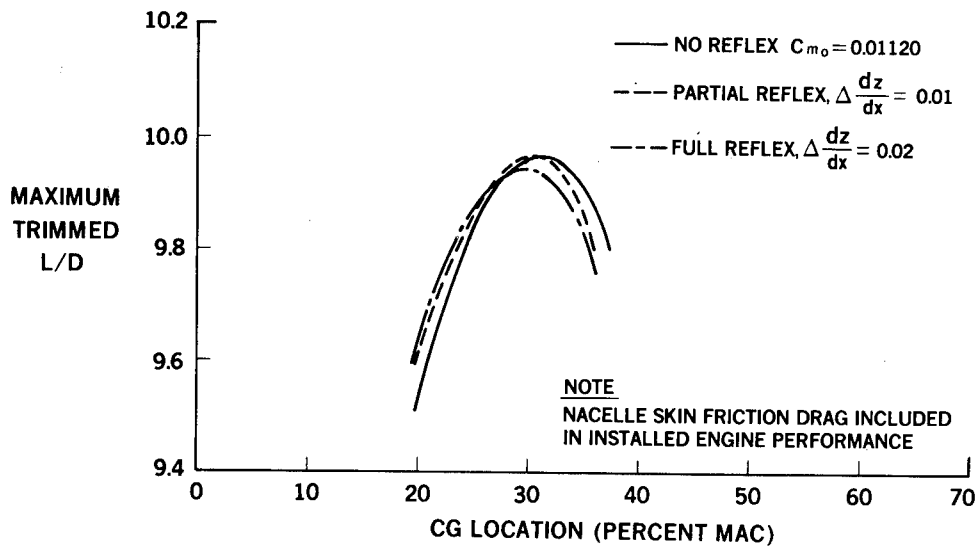 10.2
10.0
9.8
9.6
9.4
MAXIMUM
TRIMMED
L/D
NO REFLEX Cmₒ = 0.01120
PARTIAL REFLEX, Δ dz/dx = 0.01
FULL REFLEX, Δ dz/dx = 0.02
NOTE
NACELLE SKIN FRICTION DRAG INCLUDED
IN INSTALLED ENGINE PERFORMANCE
0 10 20 30 40 50 60 70
CG LOCATION (PERCENT MAC)